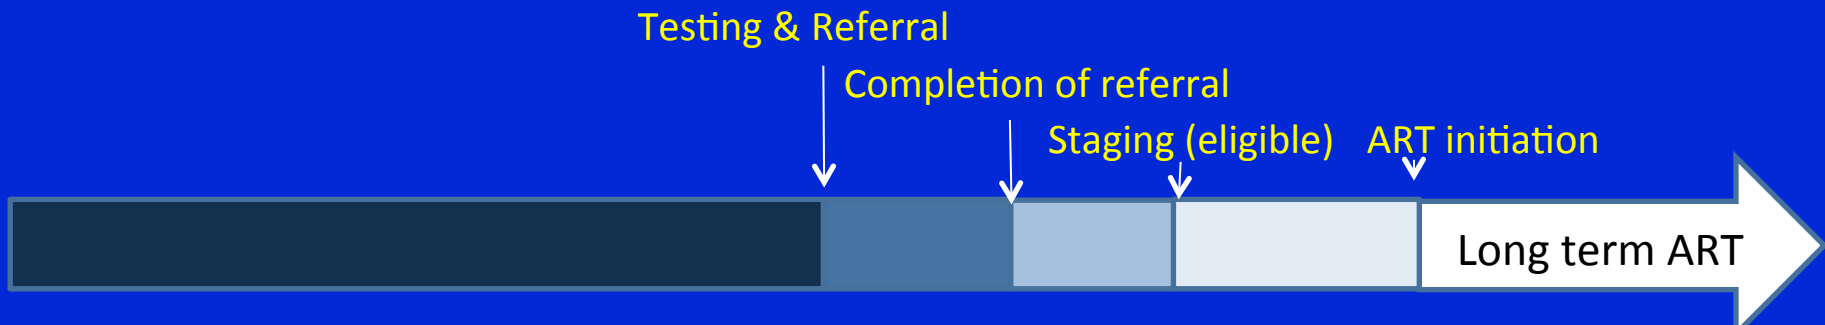 Testing & Referral
Completion of referral
Staging (eligible)
ART initiation
Long term ART